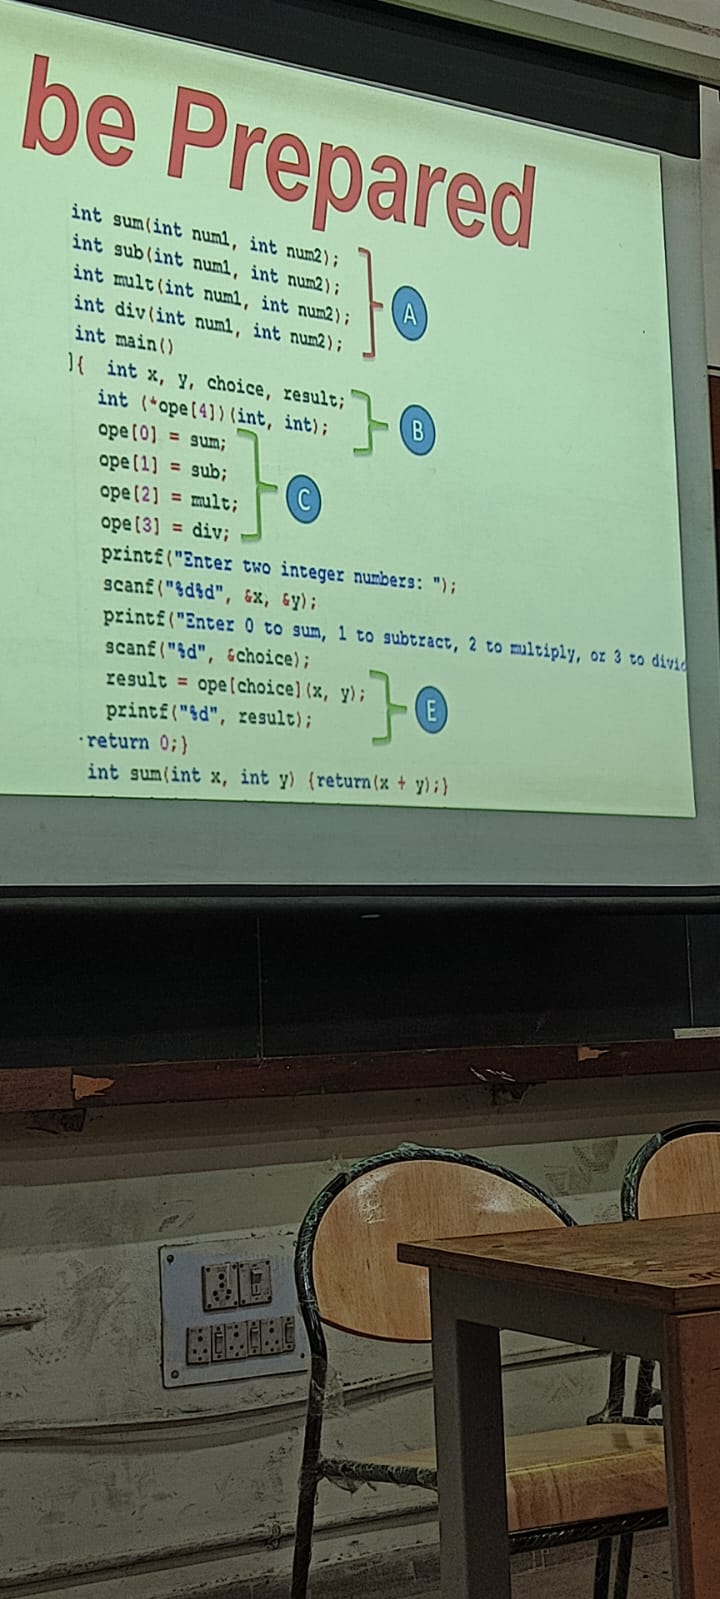 be Prepared
int sum(int num1, int num2);
int sub(int num1, int num2);
int mult(int num1, int num2);
int div(int num1, int num2);
A
int main()
]{ int x, y, choice, result;
int (*ope[4])(int, int);
B
ope[0] = sum;
ope[1] = sub;
ope[2] = mult;
ope[3] = div;
C
printf("Enter two integer numbers: ");
scanf("%d%d", &x, &y);
printf("Enter 0 to sum, 1 to subtract, 2 to multiply, or 3 to divid
scanf("%d", &choice);
result = ope[choice](x, y);
printf("%d", result);
E
return 0;}
int sum(int x, int y) {return(x + y);}